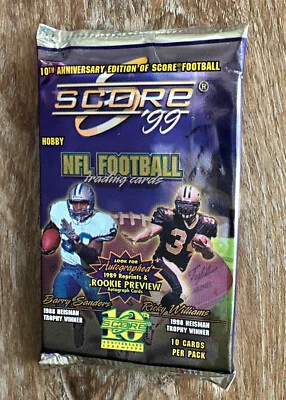 10TH ANNIVERSARY EDITION OF SCORE FOOTBALL
SCORE®
'99
HOBBY
NFL FOOTBALL
trading cards
LOOK FOR
Autographed
1989 Reprints &
ROOKIE PREVIEW
Autograph Cards
Barry Sanders
1988 HEISMAN
TROPHY WINNER
Ricky Williams
1998 HEISMAN
TROPHY WINNER
10
SCORE
10 CARDS
PER PACK